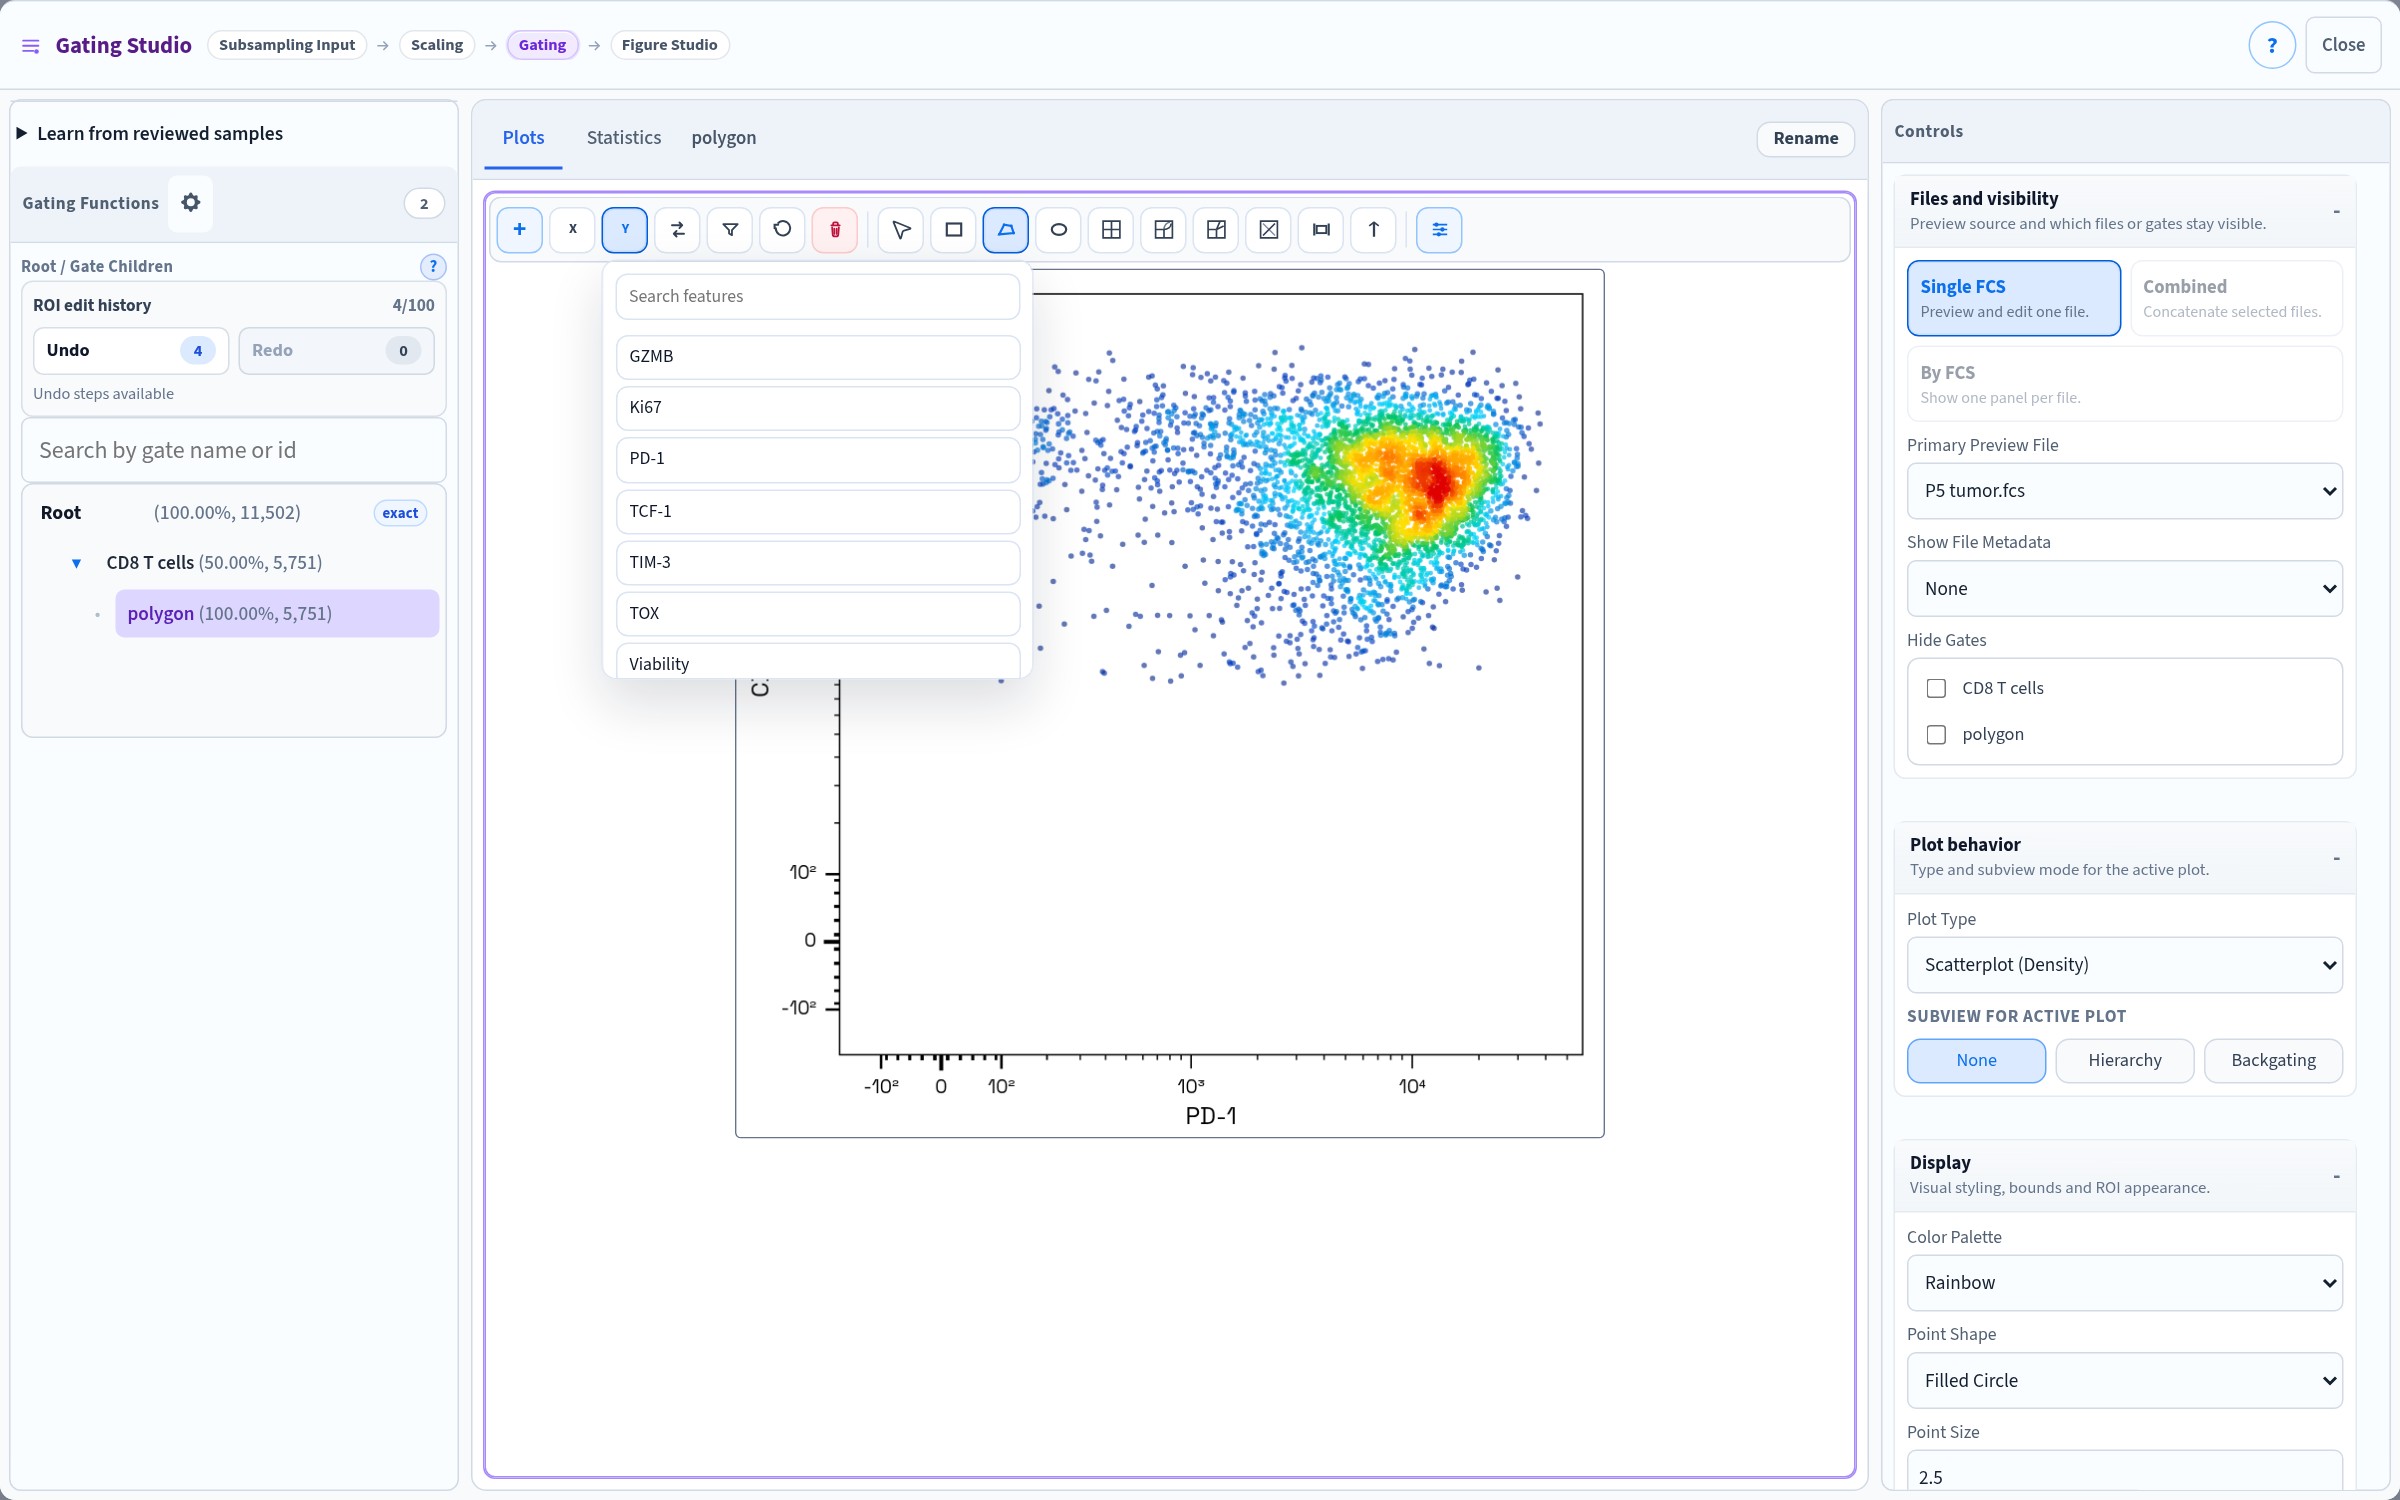 Gating Studio
Subsampling Input → Scaling → Gating → Figure Studio
? Close
Learn from reviewed samples
Gating Functions
2
Root / Gate Children
?
ROI edit history 4/100
Undo 4
Redo 0
Undo steps available
Search by gate name or id
Root (100.00%, 11,502) exact
CD8 T cells (50.00%, 5,751)
polygon (100.00%, 5,751)
Plots Statistics polygon
Rename
+ X Y
Search features
GZMB
Ki67
PD-1
TCF-1
TIM-3
TOX
Viability
10²
0
-10²
-10² 0 10² 10³ 10⁴
PD-1
Controls
Files and visibility
Preview source and which files or gates stay visible.
-
Single FCS
Preview and edit one file.
Combined
Concatenate selected files.
By FCS
Show one panel per file.
Primary Preview File
P5 tumor.fcs
Show File Metadata
None
Hide Gates
CD8 T cells
polygon
Plot behavior
Type and subview mode for the active plot.
-
Plot Type
Scatterplot (Density)
SUBVIEW FOR ACTIVE PLOT
None Hierarchy Backgating
Display
Visual styling, bounds and ROI appearance.
-
Color Palette
Rainbow
Point Shape
Filled Circle
Point Size
2.5